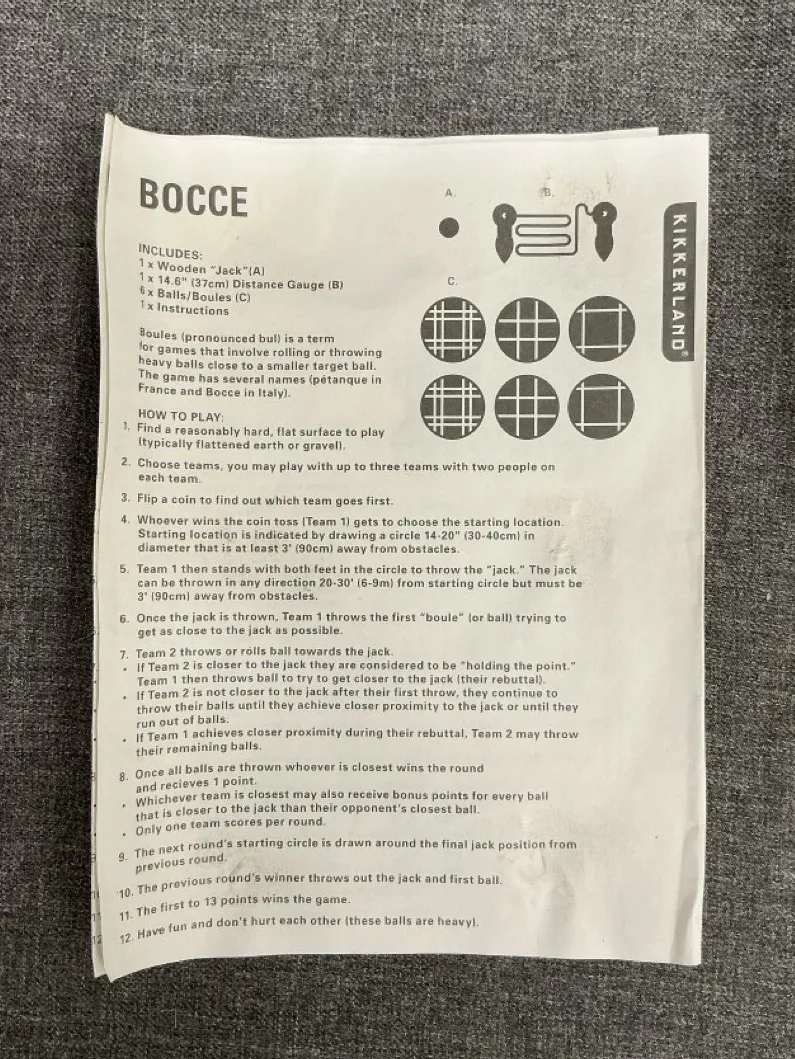 BOCCE
A.
B.
KIKKERLAND®
INCLUDES:
1 x Wooden "Jack"(A)
1 x 14.6" (37cm) Distance Gauge (B)
6 x Balls/Boules (C)
1 x Instructions
C.
Boules (pronounced bul) is a term
for games that involve rolling or throwing
heavy balls close to a smaller target ball.
The game has several names (pétanque in
France and Bocce in Italy).
HOW TO PLAY:
1. Find a reasonably hard, flat surface to play
(typically flattened earth or gravel).
2. Choose teams, you may play with up to three teams with two people on
each team.
3. Flip a coin to find out which team goes first.
4. Whoever wins the coin toss (Team 1) gets to choose the starting location.
Starting location is indicated by drawing a circle 14-20" (30-40cm) in
diameter that is at least 3' (90cm) away from obstacles.
5. Team 1 then stands with both feet in the circle to throw the "jack." The jack
can be thrown in any direction 20-30' (6-9m) from starting circle but must be
3' (90cm) away from obstacles.
6. Once the jack is thrown, Team 1 throws the first "boule" (or ball) trying to
get as close to the jack as possible.
7. Team 2 throws or rolls ball towards the jack.
• If Team 2 is closer to the jack they are considered to be "holding the point."
Team 1 then throws ball to try to get closer to the jack (their rebuttal).
• If Team 2 is not closer to the jack after their first throw, they continue to
throw their balls until they achieve closer proximity to the jack or until they
run out of balls.
• If Team 1 achieves closer proximity during their rebuttal, Team 2 may throw
their remaining balls.
8. Once all balls are thrown whoever is closest wins the round
and recieves 1 point.
• Whichever team is closest may also receive bonus points for every ball
that is closer to the jack than their opponent's closest ball.
• Only one team scores per round.
9. The next round's starting circle is drawn around the final jack position from
previous round.
10. The previous round's winner throws out the jack and first ball.
11. The first to 13 points wins the game.
12. Have fun and don't hurt each other (these balls are heavy).